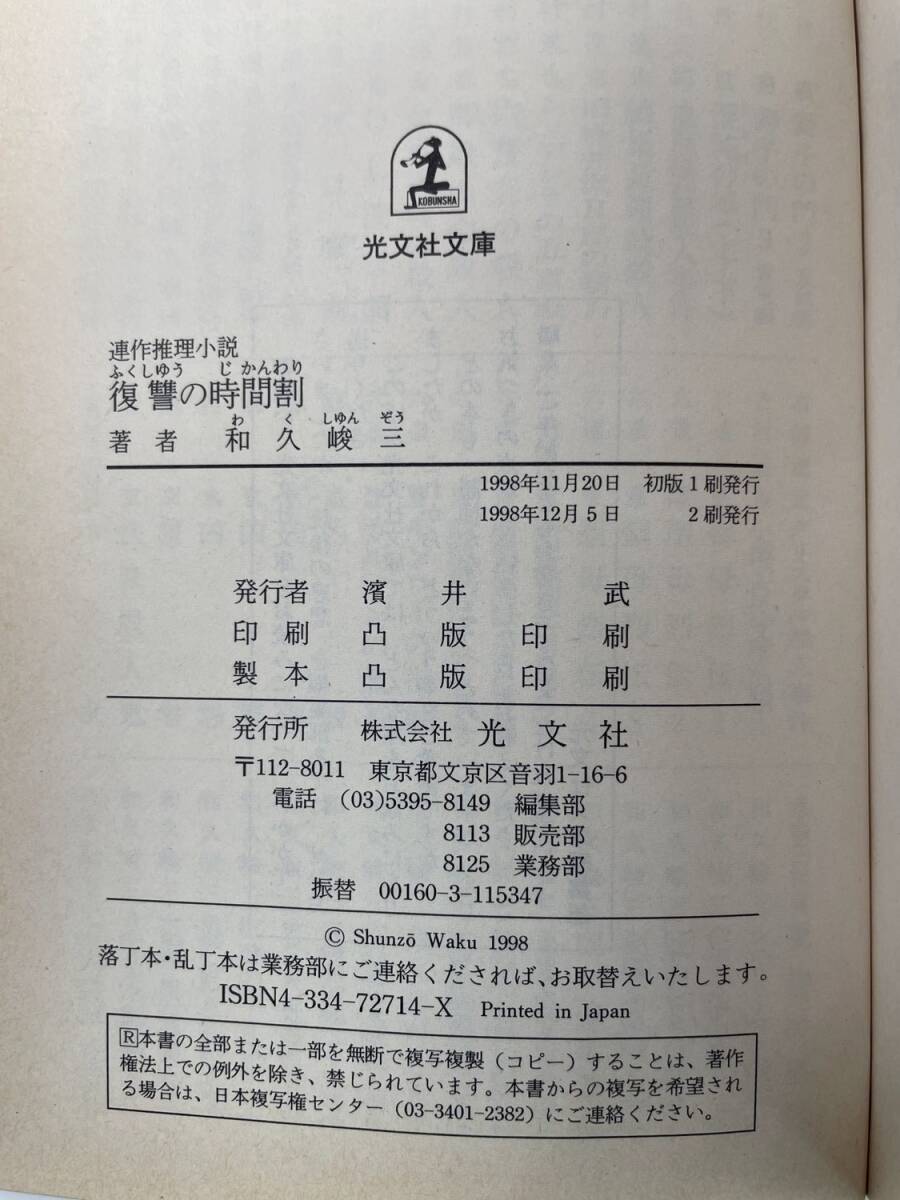 KOBUNSHA
光文社文庫
連作推理小説
ふくしゆう じかんわり
復讐の時間割
わ く しゆん ぞう
著者 和久峻三
1998年11月20日 初版1刷発行
1998年12月5日 2刷発行
発行者 濱井武
印刷 凸版印刷
製本 凸版印刷
発行所 株式会社 光文社
〒112-8011 東京都文京区音羽1-16-6
電話 (03)5395-8149 編集部
8113 販売部
8125 業務部
振替 00160-3-115347
© Shunzō Waku 1998
落丁本・乱丁本は業務部にご連絡くだされば、お取替えいたします。
ISBN4-334-72714-X Printed in Japan
Ⓡ本書の全部または一部を無断で複写複製（コピー）することは、著作
権法上での例外を除き、禁じられています。本書からの複写を希望され
る場合は、日本複写権センター（03-3401-2382）にご連絡ください。